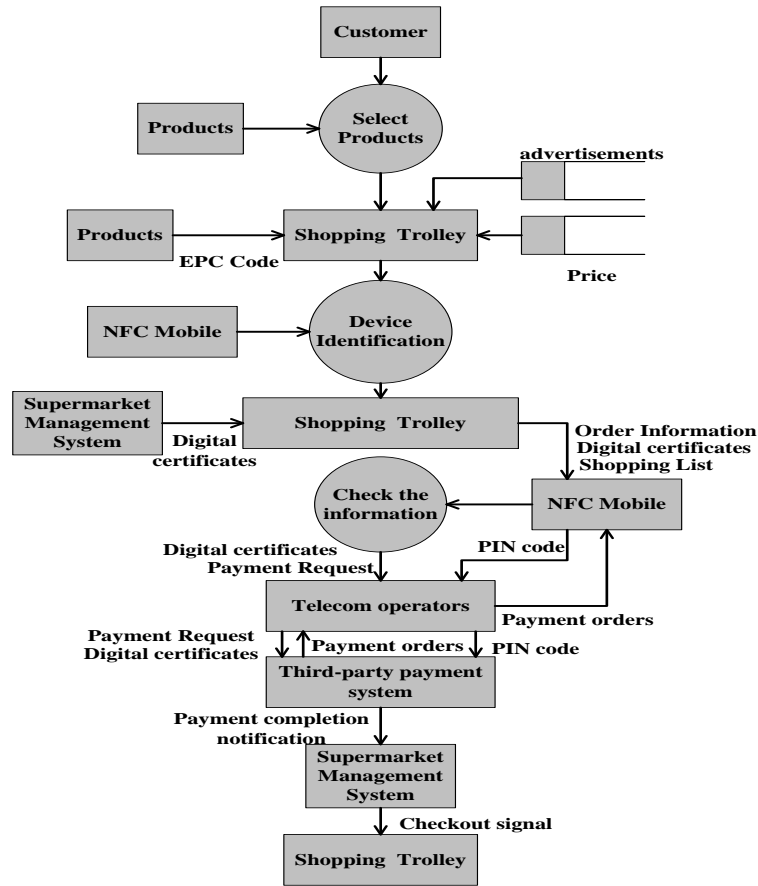 Customer
Select
Products
Products
advertisements
Products
EPC Code
Shopping Trolley
Price
NFC Mobile
Device
Identification
Supermarket
Management
System
Digital
certificates
Shopping Trolley
Order Information
Digital certificates
Shopping List
Check the
information
NFC Mobile
Digital certificates
Payment Request
PIN code
Telecom operators
Payment orders
Payment Request
Digital certificates
Payment orders
PIN code
Third-party payment
system
Payment completion
notification
Supermarket
Management
System
Checkout signal
Shopping Trolley